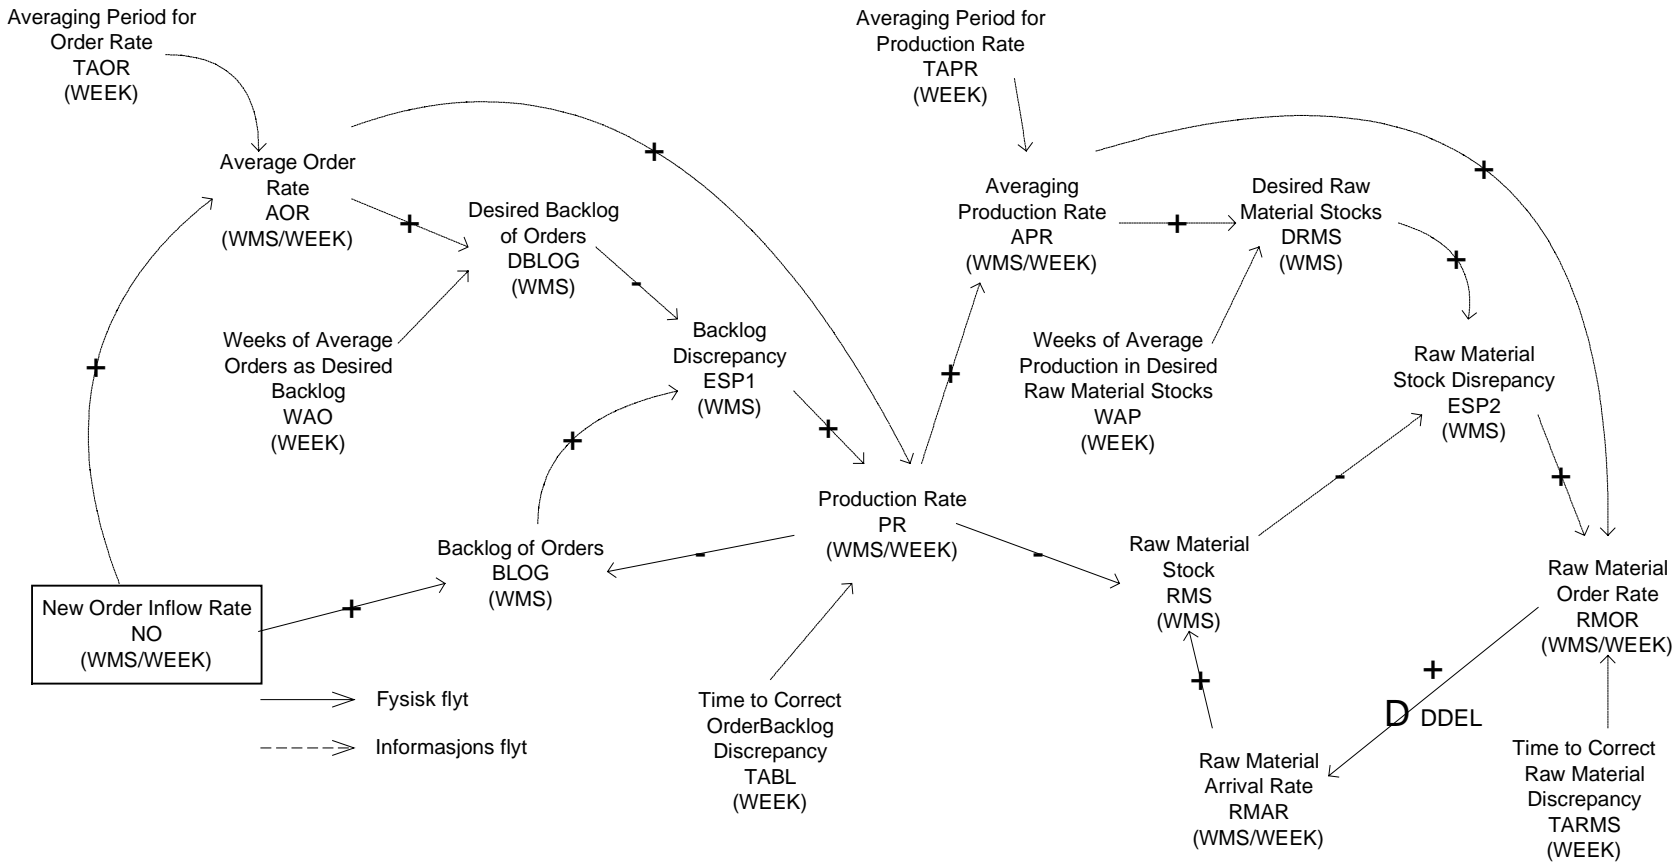 Averaging Period for
Order Rate
TAOR
(WEEK)
Averaging Period for
Production Rate
TAPR
(WEEK)
+
+
Average Order
Rate
AOR
(WMS/WEEK)
+
Desired Backlog
of Orders
DBLOG
(WMS)
-
Averaging
Production Rate
APR
(WMS/WEEK)
+
Desired Raw
Material Stocks
DRMS
(WMS)
+
Weeks of Average
Orders as Desired
Backlog
WAO
(WEEK)
+
Backlog
Discrepancy
ESP1
(WMS)
+
+
+
Weeks of Average
Production in Desired
Raw Material Stocks
WAP
(WEEK)
Raw Material
Stock Disrepancy
ESP2
(WMS)
-
+
Production Rate
PR
(WMS/WEEK)
-
-
Backlog of Orders
BLOG
(WMS)
Raw Material
Stock
RMS
(WMS)
Raw Material
Order Rate
RMOR
(WMS/WEEK)
New Order Inflow Rate
NO
(WMS/WEEK)
+
+
+
D DDEL
Fysisk flyt
Informasjons flyt
Time to Correct
OrderBacklog
Discrepancy
TABL
(WEEK)
Raw Material
Arrival Rate
RMAR
(WMS/WEEK)
Time to Correct
Raw Material
Discrepancy
TARMS
(WEEK)